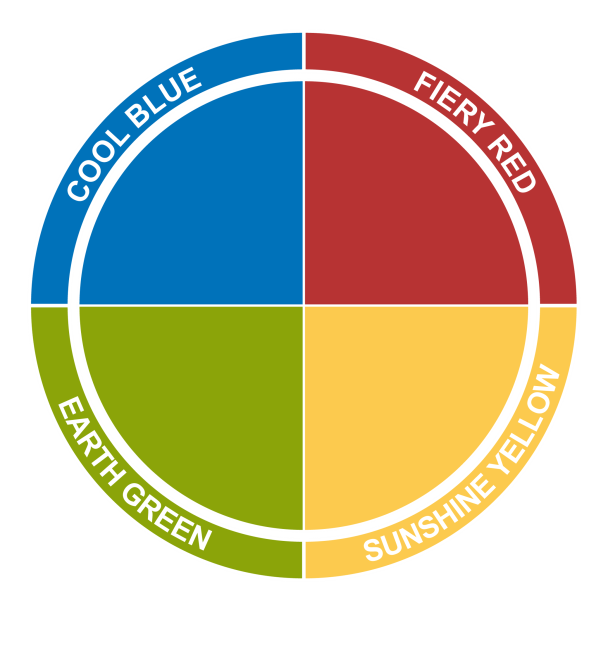 COOL BLUE
FIERY RED
EARTH GREEN
SUNSHINE YELLOW